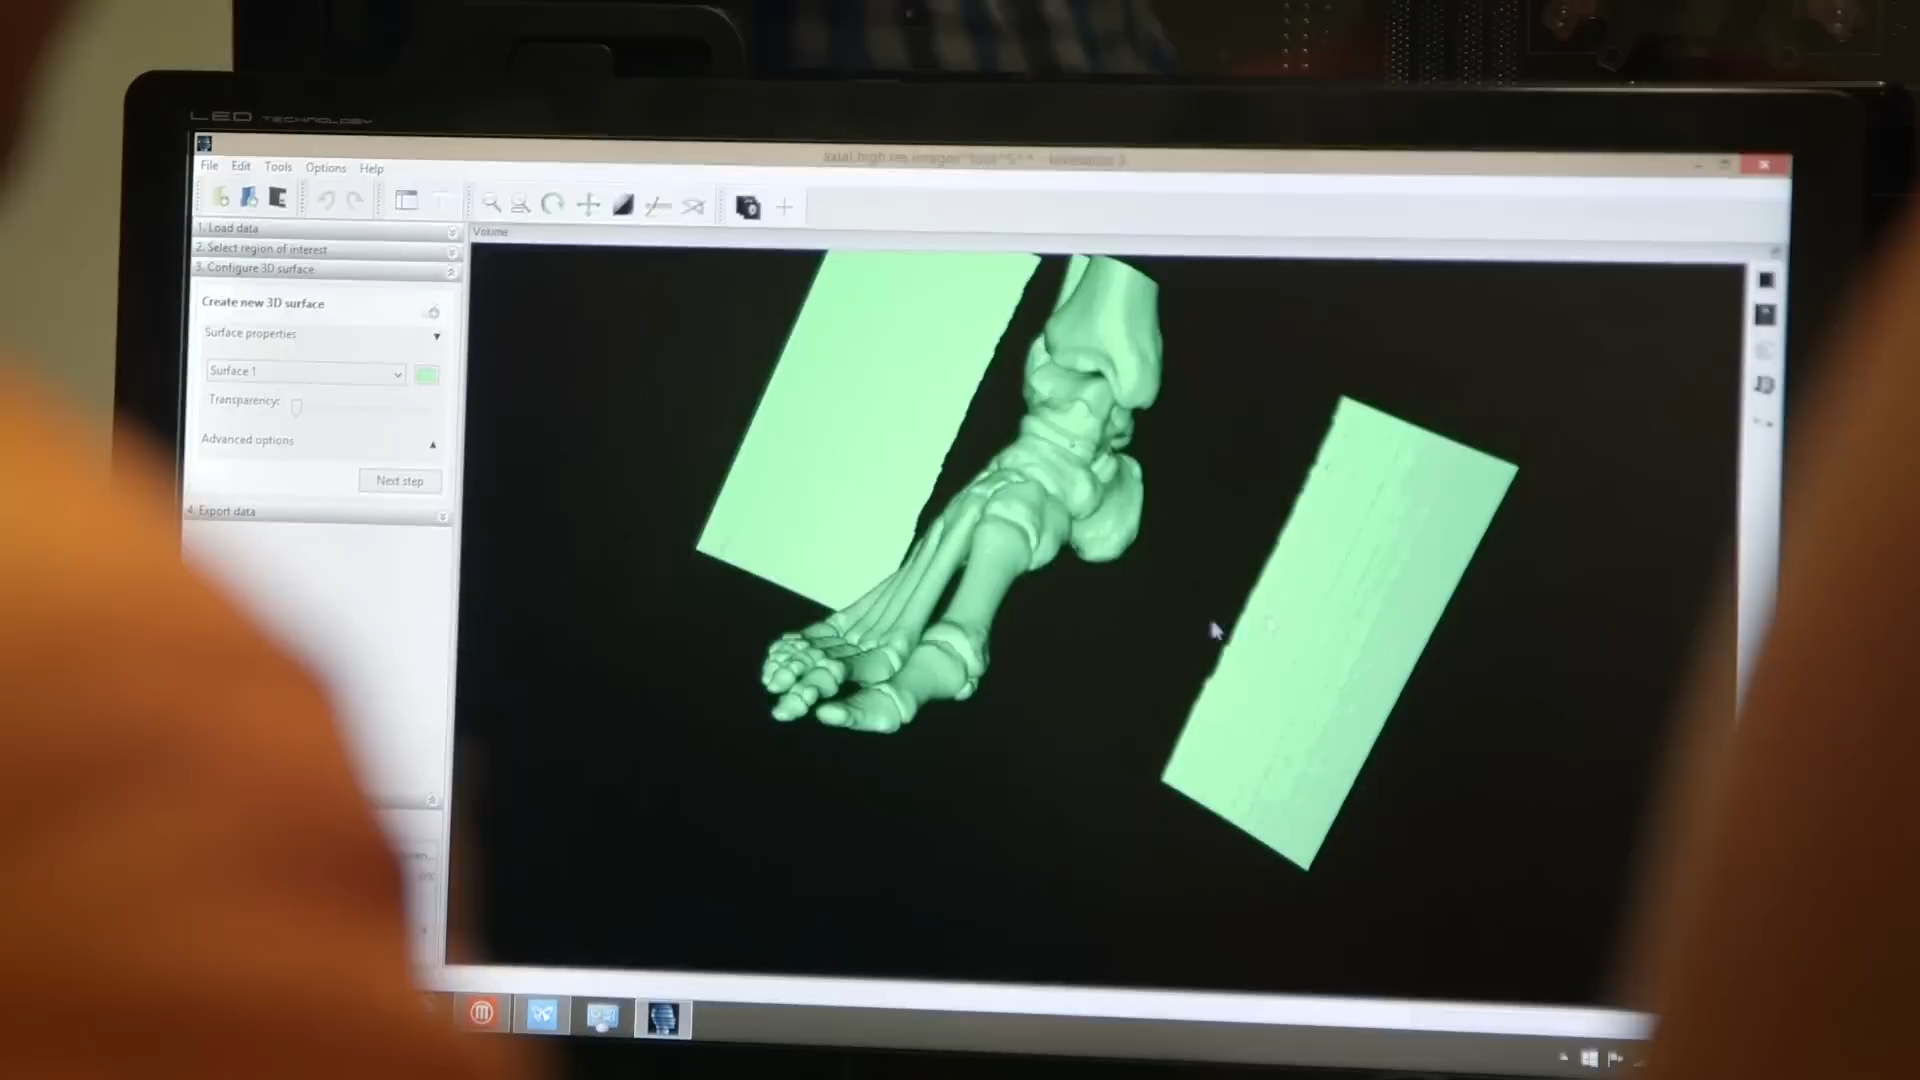 LED TECHNOLOGY
File Edit Tools Options Help
1. Load data
2. Select region of interest
3. Configure 3D surface
Create new 3D surface
Surface properties
Surface 1
Transparency:
Advanced options
Next step
4. Export data
Volume